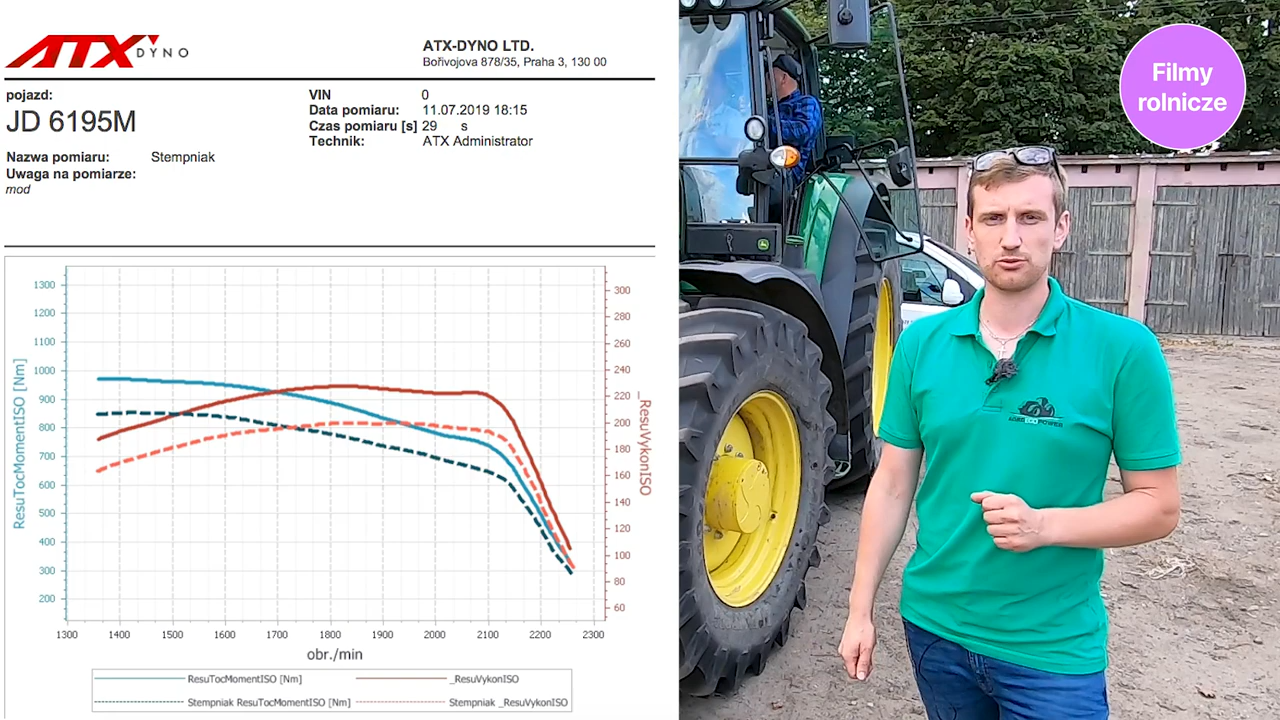 ATX DYNO
ATX-DYNO LTD.
Bořivojova 878/35, Praha 3, 130 00
pojazd:
JD 6195M
VIN 0
Data pomiaru: 11.07.2019 18:15
Czas pomiaru [s] 29 s
Technik: ATX Administrator
Nazwa pomiaru: Stempniak
Uwaga na pomiarze:
mod
ResuTocMomentISO [Nm]
1300
1200
1100
1000
900
800
700
600
500
400
300
200
300
280
260
240
220
200
180
160
140
120
100
80
60
_ResuVykonISO
1300 1400 1500 1600 1700 1800 1900 2000 2100 2200 2300
obr./min
ResuTocMomentISO [Nm] _ResuVykonISO
Stempniak ResuTocMomentISO [Nm] Stempniak _ResuVykonISO
Filmy
rolnicze
AGROECOPOWER